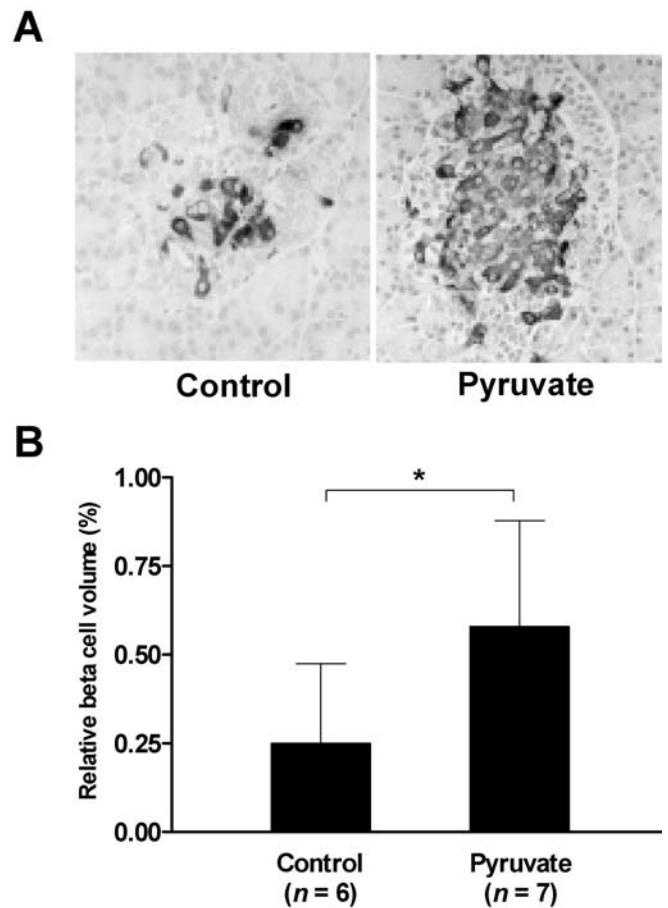 A
Control
Pyruvate
B
Relative beta cell volume (%)
1.00
0.75
0.50
0.25
0.00
*
Control
(n = 6)
Pyruvate
(n = 7)